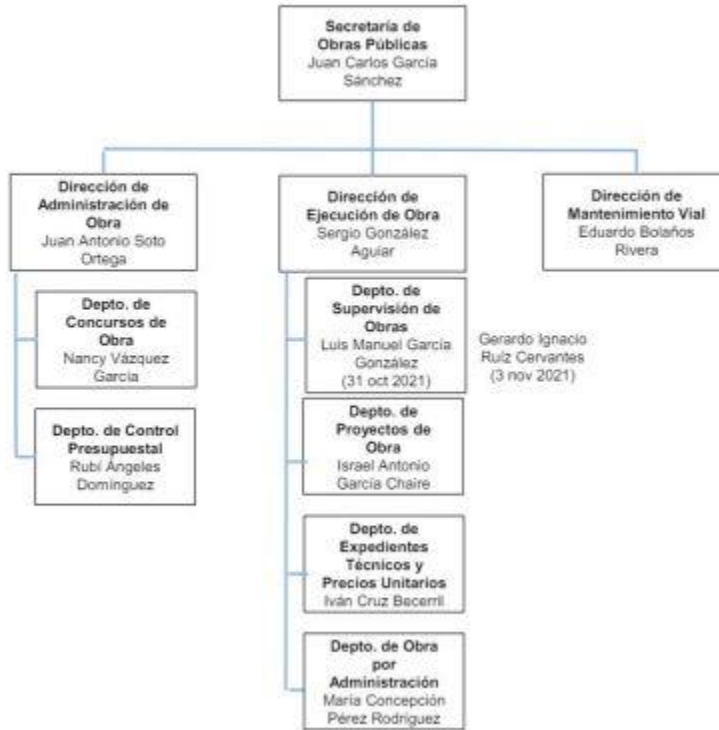 Secretaría de
Obras Públicas
Juan Carlos García
Sánchez
Dirección de
Administración de
Obra
Juan Antonio Soto
Ortega
Dirección de
Ejecución de Obra
Sergio González
Aguiar
Dirección de
Mantenimiento Vial
Eduardo Bolaños
Rivera
Depto. de
Concursos de
Obra
Nancy Vázquez
García
Depto. de Control
Presupuestal
Rubí Ángeles
Domínguez
Depto. de
Supervisión de
Obras
Luis Manuel García
González
(31 oct 2021)
Gerardo Ignacio
Ruíz Cervantes
(3 nov 2021)
Depto. de
Proyectos de
Obra
Israel Antonio
García Chaire
Depto. de
Expedientes
Técnicos y
Precios Unitarios
Iván Cruz Becerril
Depto. de Obra
por
Administración
María Concepción
Pérez Rodríguez